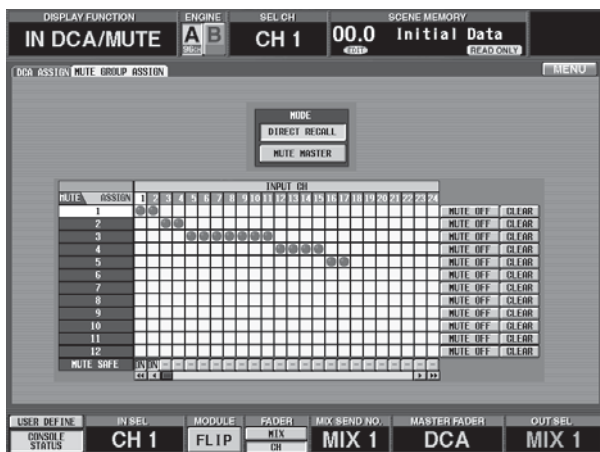 DISPLAY FUNCTION ENGINE SEL CH SCENE MEMORY
IN DCA/MUTE A B CH 1 00.0 Initial Data
96kHz EDIT READ ONLY
DCA ASSIGN MUTE GROUP ASSIGN MENU
MODE
DIRECT RECALL
MUTE MASTER
INPUT CH
MUTE ASSIGN 1 2 3 4 5 6 7 8 9 10 11 12 13 14 15 16 17 18 19 20 21 22 23 24
1 MUTE OFF CLEAR
2 MUTE OFF CLEAR
3 MUTE OFF CLEAR
4 MUTE OFF CLEAR
5 MUTE OFF CLEAR
6 MUTE OFF CLEAR
7 MUTE OFF CLEAR
8 MUTE OFF CLEAR
9 MUTE OFF CLEAR
10 MUTE OFF CLEAR
11 MUTE OFF CLEAR
12 MUTE OFF CLEAR
MUTE SAFE ON ON - - - - - - - - - - - - - - - - - - - - - -
USER DEFINE IN SEL MODULE FADER MIX SEND NO. MASTER FADER OUT SEL
CONSOLE STATUS CH 1 FLIP MIX CH MIX 1 DCA MIX 1